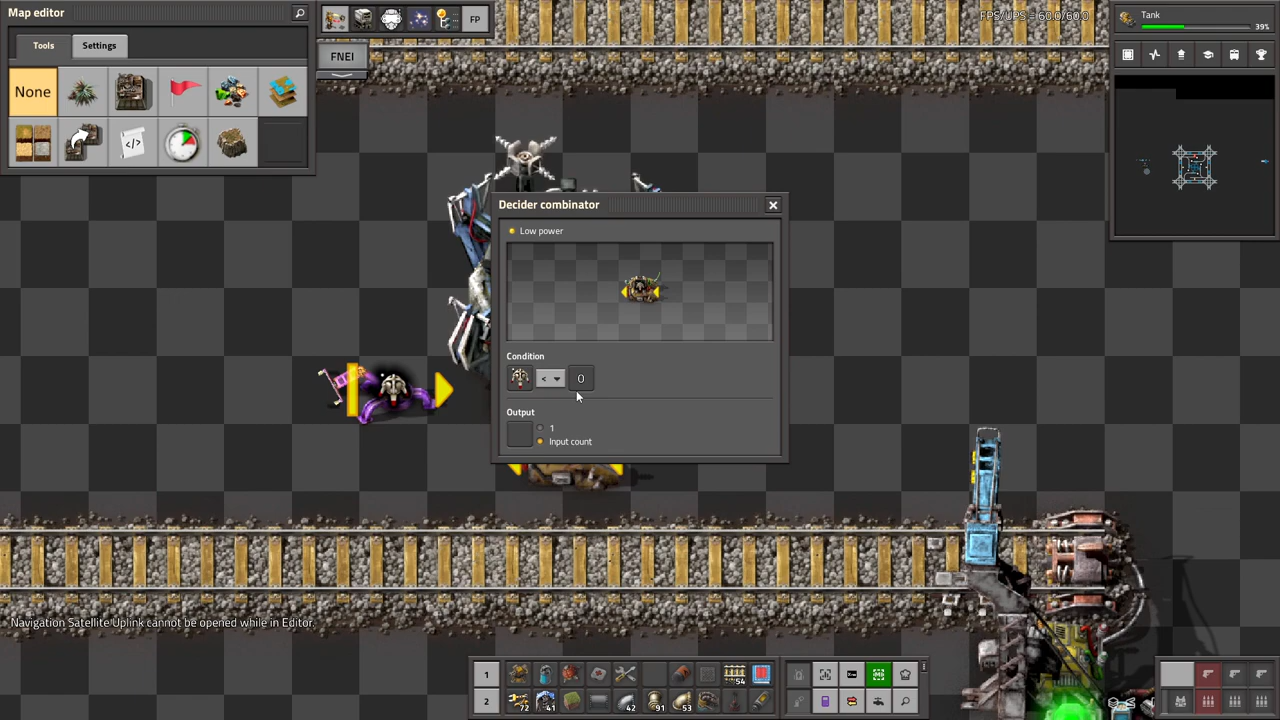 Map editor
Tools Settings
None
FP
FNEI
FPS/UPS = 60.0/60.0
Tank
39%
Decider combinator
Low power
Condition
< 0
Output
1
Input count
Navigation Satellite Uplink cannot be opened while in Editor.
1 54
2 72 41 42 91 53